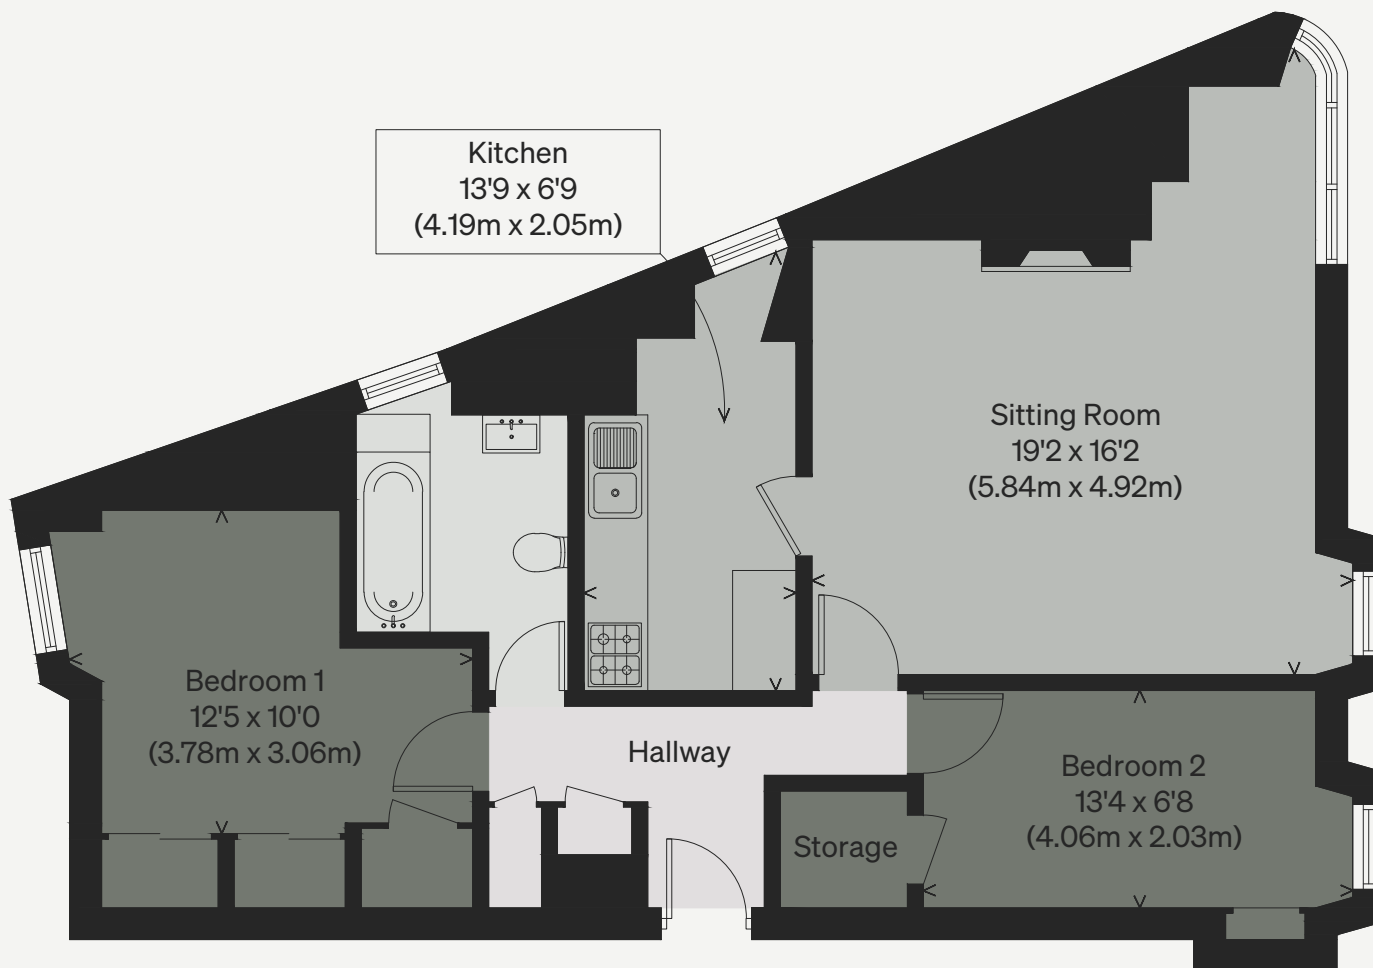 Kitchen
13'9 x 6'9
(4.19m x 2.05m)
Sitting Room
19'2 x 16'2
(5.84m x 4.92m)
Bedroom 1
12'5 x 10'0
(3.78m x 3.06m)
Hallway
Bedroom 2
13'4 x 6'8
(4.06m x 2.03m)
Storage